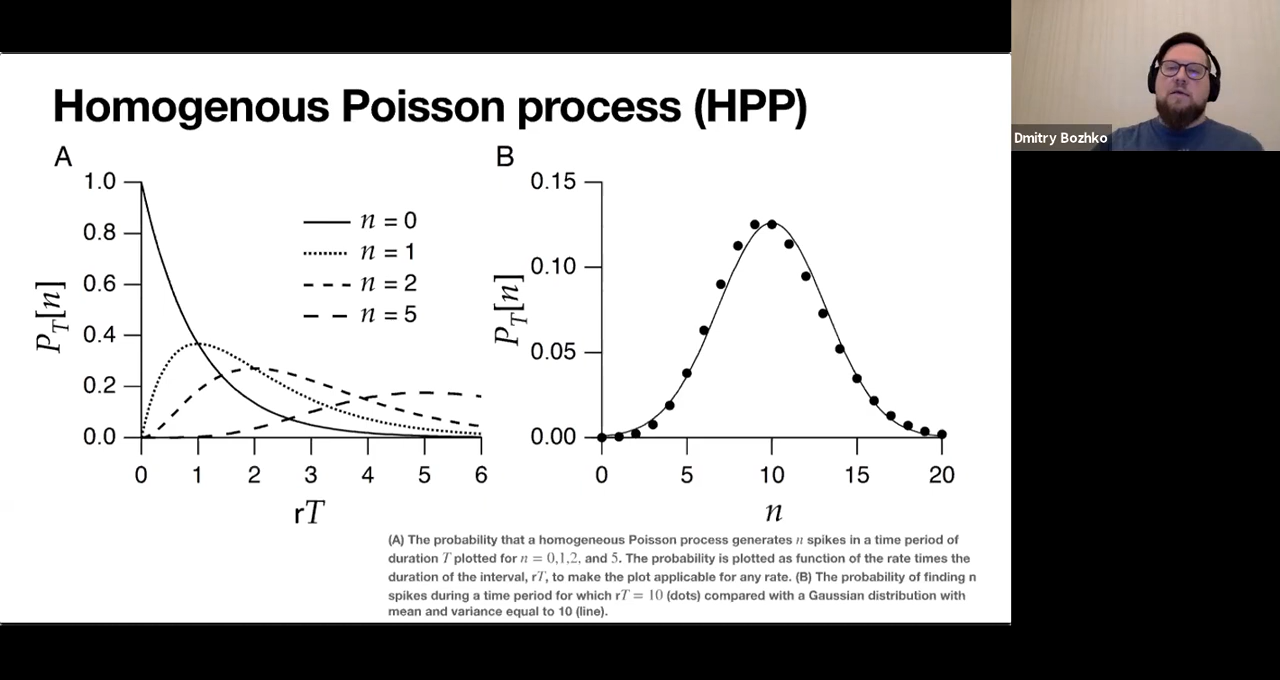 Homogenous Poisson process (HPP)
A
1.0
0.8
0.6
0.4
0.2
0.0
P_T[n]
n = 0
n = 1
n = 2
n = 5
0 1 2 3 4 5 6
rT
B
0.15
0.10
0.05
0.00
P_T[n]
0 5 10 15 20
n
(A) The probability that a homogeneous Poisson process generates n spikes in a time period of
duration T plotted for n = 0,1,2, and 5. The probability is plotted as function of the rate times the
duration of the interval, rT, to make the plot applicable for any rate. (B) The probability of finding n
spikes during a time period for which rT = 10 (dots) compared with a Gaussian distribution with
mean and variance equal to 10 (line).
Dmitry Bozhko